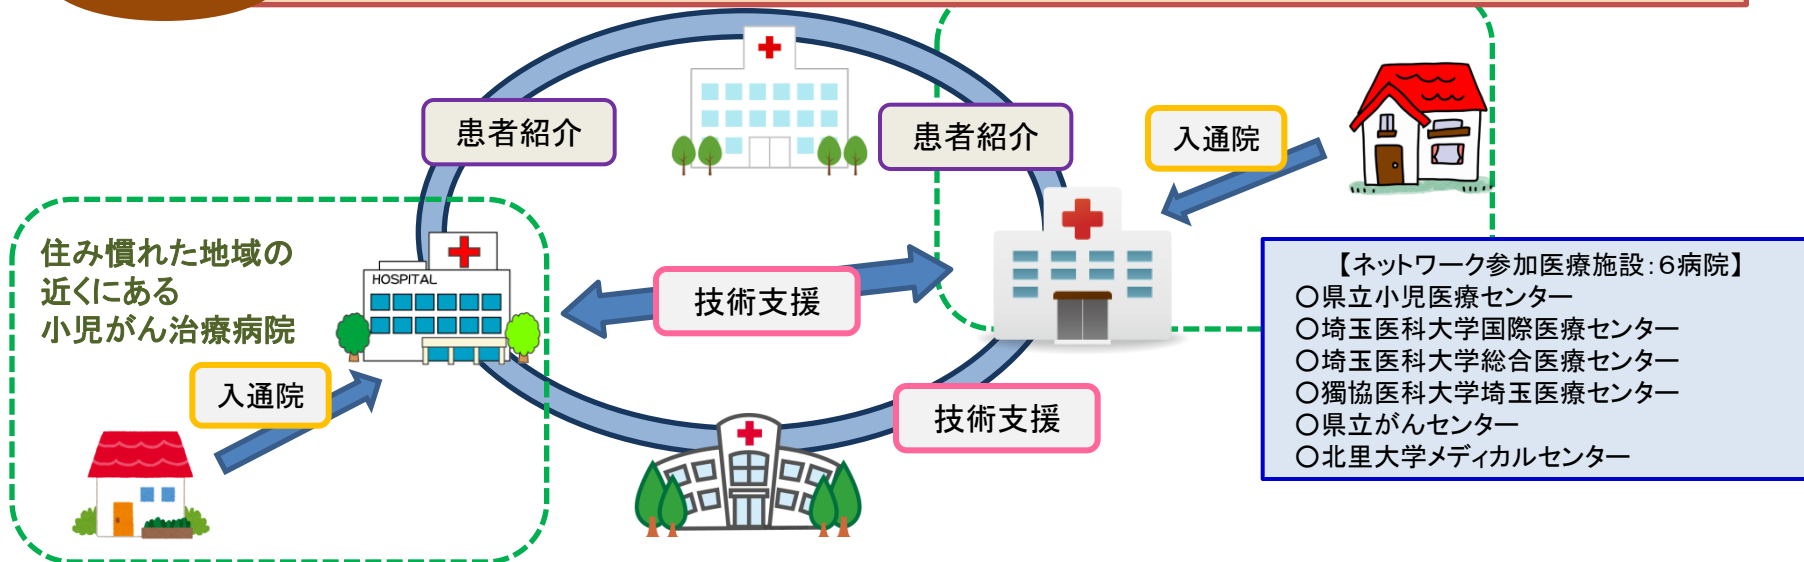 患者紹介
患者紹介
入通院
住み慣れた地域の
近くにある
小児がん治療病院
HOSPITAL
技術支援
入通院
技術支援
【ネットワーク参加医療施設：６病院】
○県立小児医療センター
○埼玉医科大学国際医療センター
○埼玉医科大学総合医療センター
○獨協医科大学埼玉医療センター
○県立がんセンター
○北里大学メディカルセンター